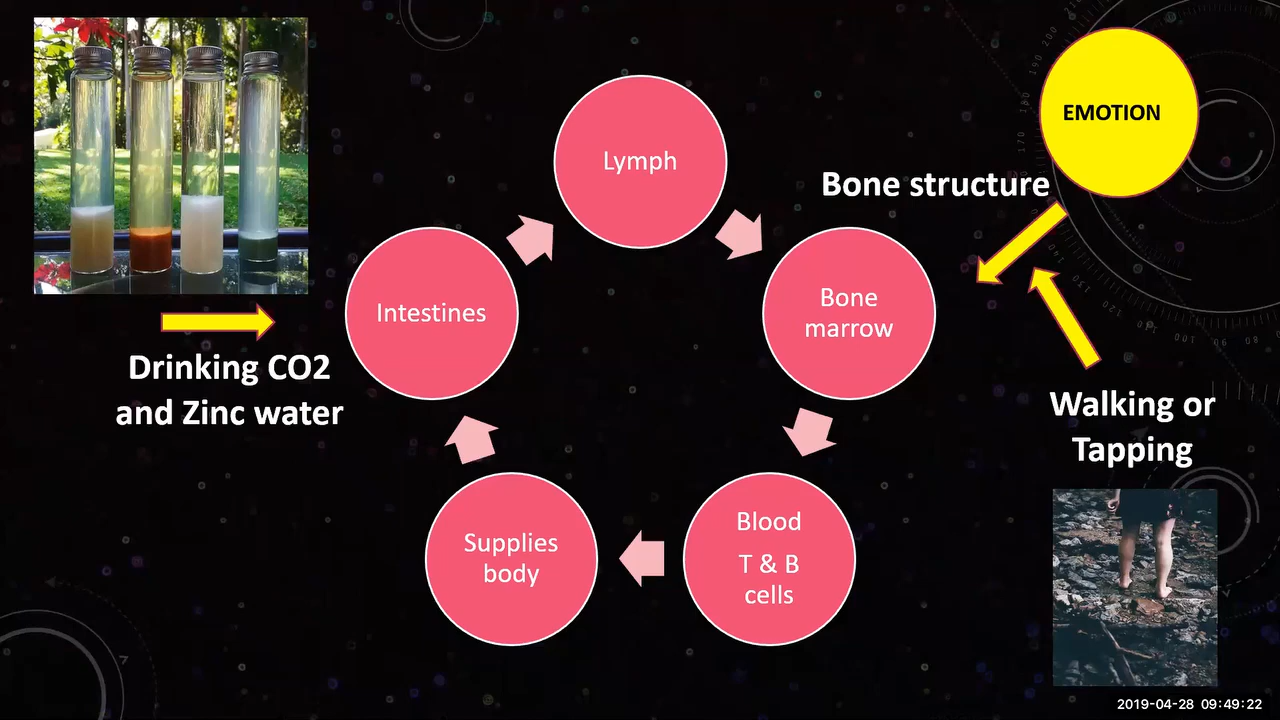 EMOTION
Lymph
Bone structure
Intestines
Bone
marrow
Drinking CO2
and Zinc water
Walking or
Tapping
Supplies
body
Blood
T & B
cells
2019-04-28 09:49:22